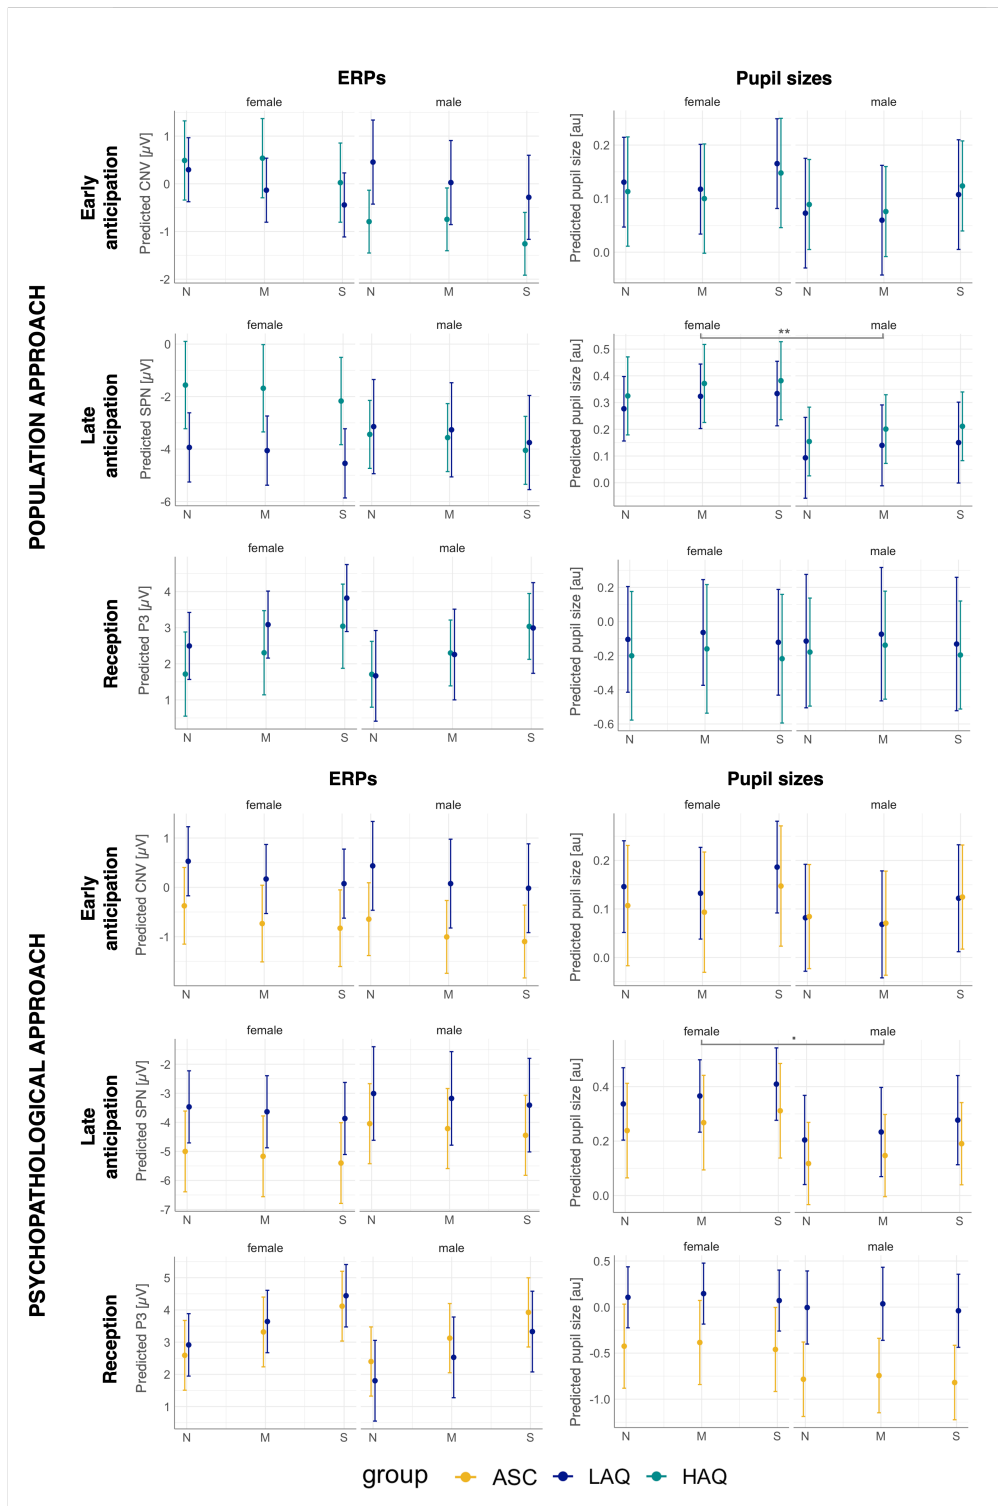 POPULATION APPROACH
ERPs
Pupil sizes
Early
anticipation
female
male
Predicted CNV [µV]
1
0
-1
-2
N
M
S
N
M
S
female
male
Predicted pupil size [au]
0.2
0.1
0.0
N
M
S
N
M
S
Late
anticipation
female
male
Predicted SPN [µV]
0
-2
-4
-6
N
M
S
N
M
S
female
**
male
Predicted pupil size [au]
0.5
0.4
0.3
0.2
0.1
0.0
N
M
S
N
M
S
Reception
female
male
Predicted P3 [µV]
4
3
2
1
N
M
S
N
M
S
female
male
Predicted pupil size [au]
0.2
0.0
-0.2
-0.4
-0.6
N
M
S
N
M
S
PSYCHOPATHOLOGICAL APPROACH
ERPs
Pupil sizes
Early
anticipation
female
male
Predicted CNV [µV]
1
0
-1
N
M
S
N
M
S
female
male
Predicted pupil size [au]
0.2
0.1
0.0
N
M
S
N
M
S
Late
anticipation
female
male
Predicted SPN [µV]
-2
-3
-4
-5
-6
-7
N
M
S
N
M
S
female
*
male
Predicted pupil size [au]
0.4
0.2
0.0
N
M
S
N
M
S
Reception
female
male
Predicted P3 [µV]
5
4
3
2
1
N
M
S
N
M
S
female
male
Predicted pupil size [au]
0.5
0.0
-0.5
-1.0
N
M
S
N
M
S
group ASC LAQ HAQ